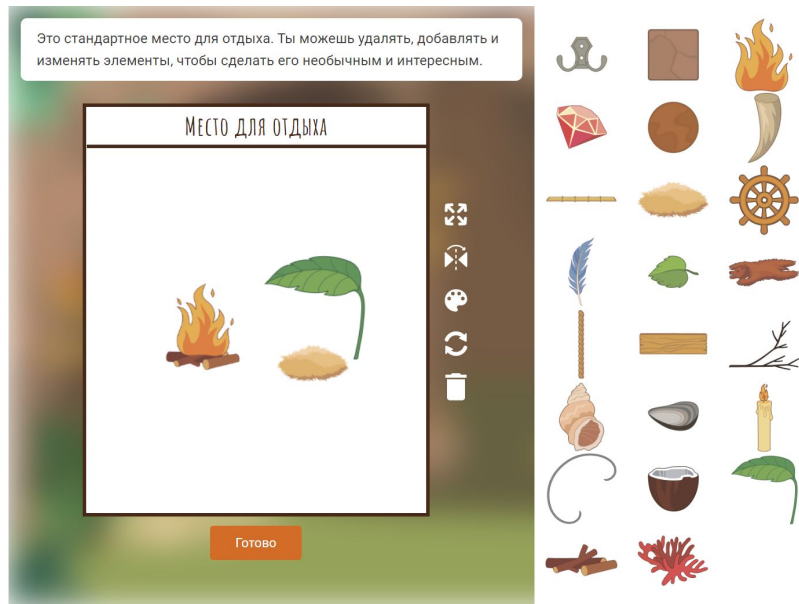 Это стандартное место для отдыха. Ты можешь удалять, добавлять и
изменять элементы, чтобы сделать его необычным и интересным.
Место для отдыха
Готово